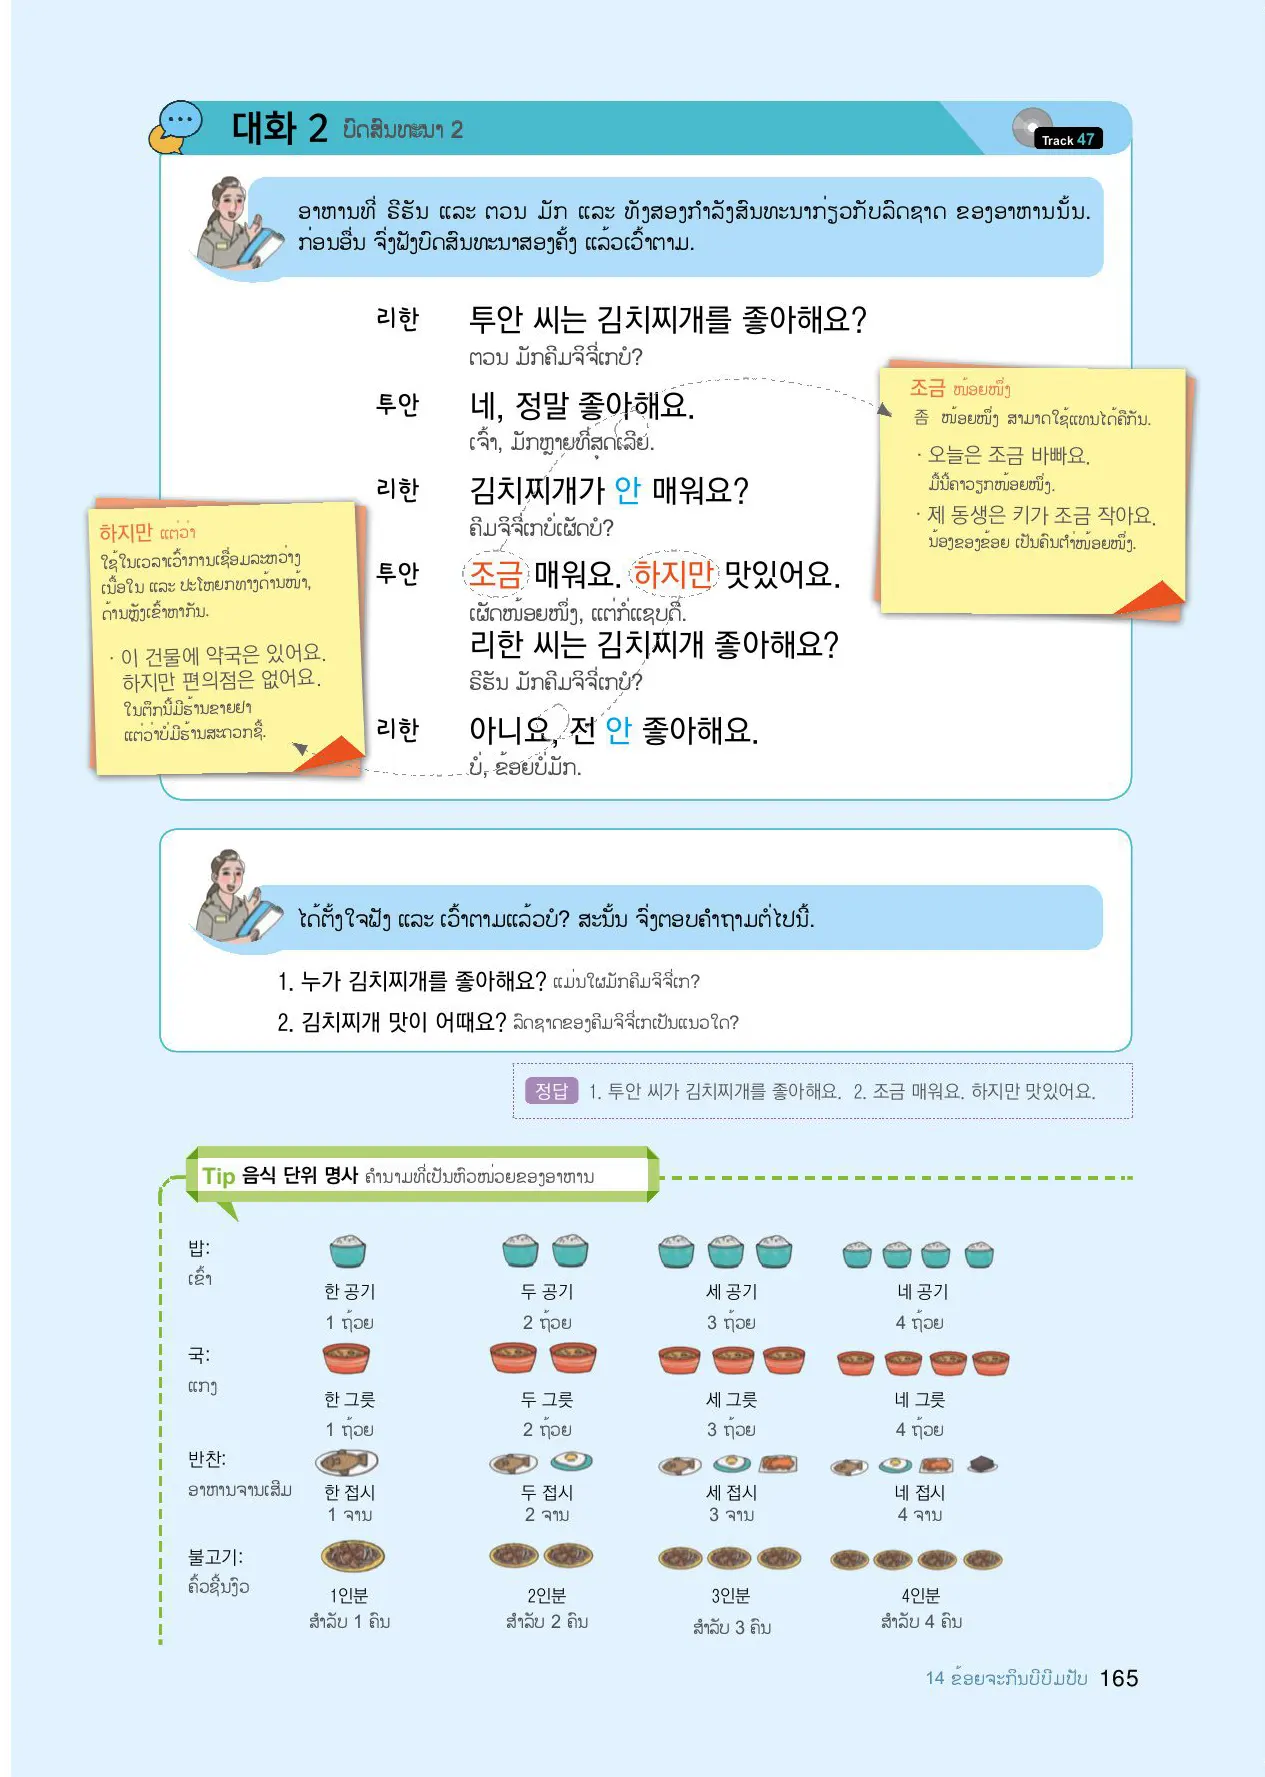 대화 2 ບົດສົນທະນາ 2
Track 47
ອາຫານທີ່ ຣີຮັນ ແລະ ຕວນ ມັກ ແລະ ທັງສອງກຳລັງສົນທະນາກ່ຽວກັບລົດຊາດ ຂອງອາຫານນັ້ນ.
ກ່ອນອື່ນ ຈົ່ງຟັງບົດສົນທະນາສອງຄັ້ງ ແລ້ວເວົ້າຕາມ.
리한 투안 씨는 김치찌개를 좋아해요?
ຕວນ ມັກຄີມຈິຈີ່ເກບໍ?
투안 네, 정말 좋아해요.
ເຈົ້າ, ມັກຫຼາຍທີ່ສຸດເລີຍ.
리한 김치찌개가 안 매워요?
ຄີມຈິຈີ່ເກບໍ່ເຜັດບໍ?
투안 조금 매워요. 하지만 맛있어요.
ເຜັດໜ້ອຍໜຶ່ງ, ແຕ່ກໍ່ແຊບດີ.
리한 씨는 김치찌개 좋아해요?
ຣີຮັນ ມັກຄີມຈິຈີ່ເກບໍ?
리한 아니요, 전 안 좋아해요.
ບໍ່, ຂ້ອຍບໍ່ມັກ.
조금 ໜ້ອຍໜຶ່ງ
좀 ໜ້ອຍໜຶ່ງ ສາມາດໃຊ້ແທນໄດ້ຄືກັນ.
· 오늘은 조금 바빠요.
ມື້ນີ້ຄາວຽກໜ້ອຍໜຶ່ງ.
· 제 동생은 키가 조금 작아요.
ນ້ອງຂອງຂ້ອຍ ເປັນຄົນຕ່ຳໜ້ອຍໜຶ່ງ.
하지만 ແຕ່ວ່າ
ໃຊ້ໃນເວລາເວົ້າການເຊື່ອມລະຫວ່າງ
ເນື້ອໃນ ແລະ ປະໂຫຍກທາງດ້ານໜ້າ,
ດ້ານຫຼັງເຂົ້າຫາກັນ.
· 이 건물에 약국은 있어요.
하지만 편의점은 없어요.
ໃນຕຶກນີ້ມີຮ້ານຂາຍຢາ
ແຕ່ວ່າບໍ່ມີຮ້ານສະດວກຊື້.
ໄດ້ຕັ້ງໃຈຟັງ ແລະ ເວົ້າຕາມແລ້ວບໍ? ສະນັ້ນ ຈົ່ງຕອບຄຳຖາມຕໍ່ໄປນີ້.
1. 누가 김치찌개를 좋아해요? ແມ່ນໃຜມັກຄີມຈິຈີ່ເກ?
2. 김치찌개 맛이 어때요? ລົດຊາດຂອງຄີມຈິຈີ່ເກເປັນແນວໃດ?
정답 1. 투안 씨가 김치찌개를 좋아해요. 2. 조금 매워요. 하지만 맛있어요.
Tip 음식 단위 명사 ຄຳນາມທີ່ເປັນຫົວໜ່ວຍຂອງອາຫານ
밥:
ເຂົ້າ
한 공기 두 공기 세 공기 네 공기
1 ຖ້ວຍ 2 ຖ້ວຍ 3 ຖ້ວຍ 4 ຖ້ວຍ
국:
ແກງ
한 그릇 두 그릇 세 그릇 네 그릇
1 ຖ້ວຍ 2 ຖ້ວຍ 3 ຖ້ວຍ 4 ຖ້ວຍ
반찬:
ອາຫານຈານເສີມ
한 접시 두 접시 세 접시 네 접시
1 ຈານ 2 ຈານ 3 ຈານ 4 ຈານ
불고기:
ຄົ້ວຊີ້ນງົວ
1인분 2인분 3인분 4인분
ສຳລັບ 1 ຄົນ ສຳລັບ 2 ຄົນ ສຳລັບ 3 ຄົນ ສຳລັບ 4 ຄົນ
14 ຂ້ອຍຈະກິນບີບິມປັບ 165